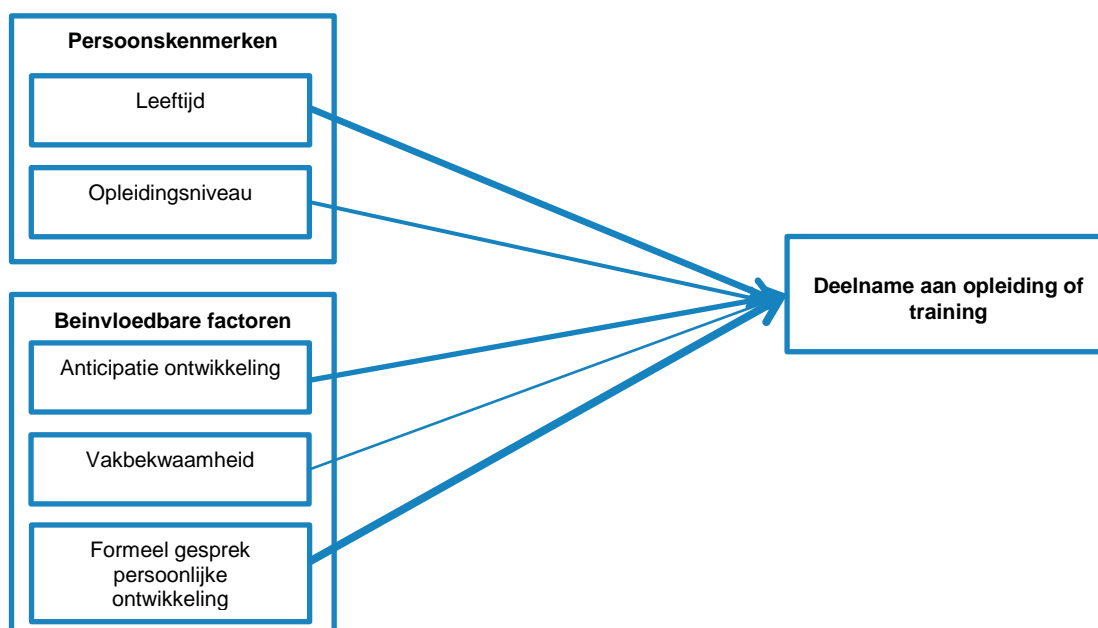 Persoonskenmerken
Leeftijd
Opleidingsniveau
Beinvloedbare factoren
Anticipatie ontwikkeling
Vakbekwaamheid
Formeel gesprek
persoonlijke
ontwikkeling
Deelname aan opleiding of
training